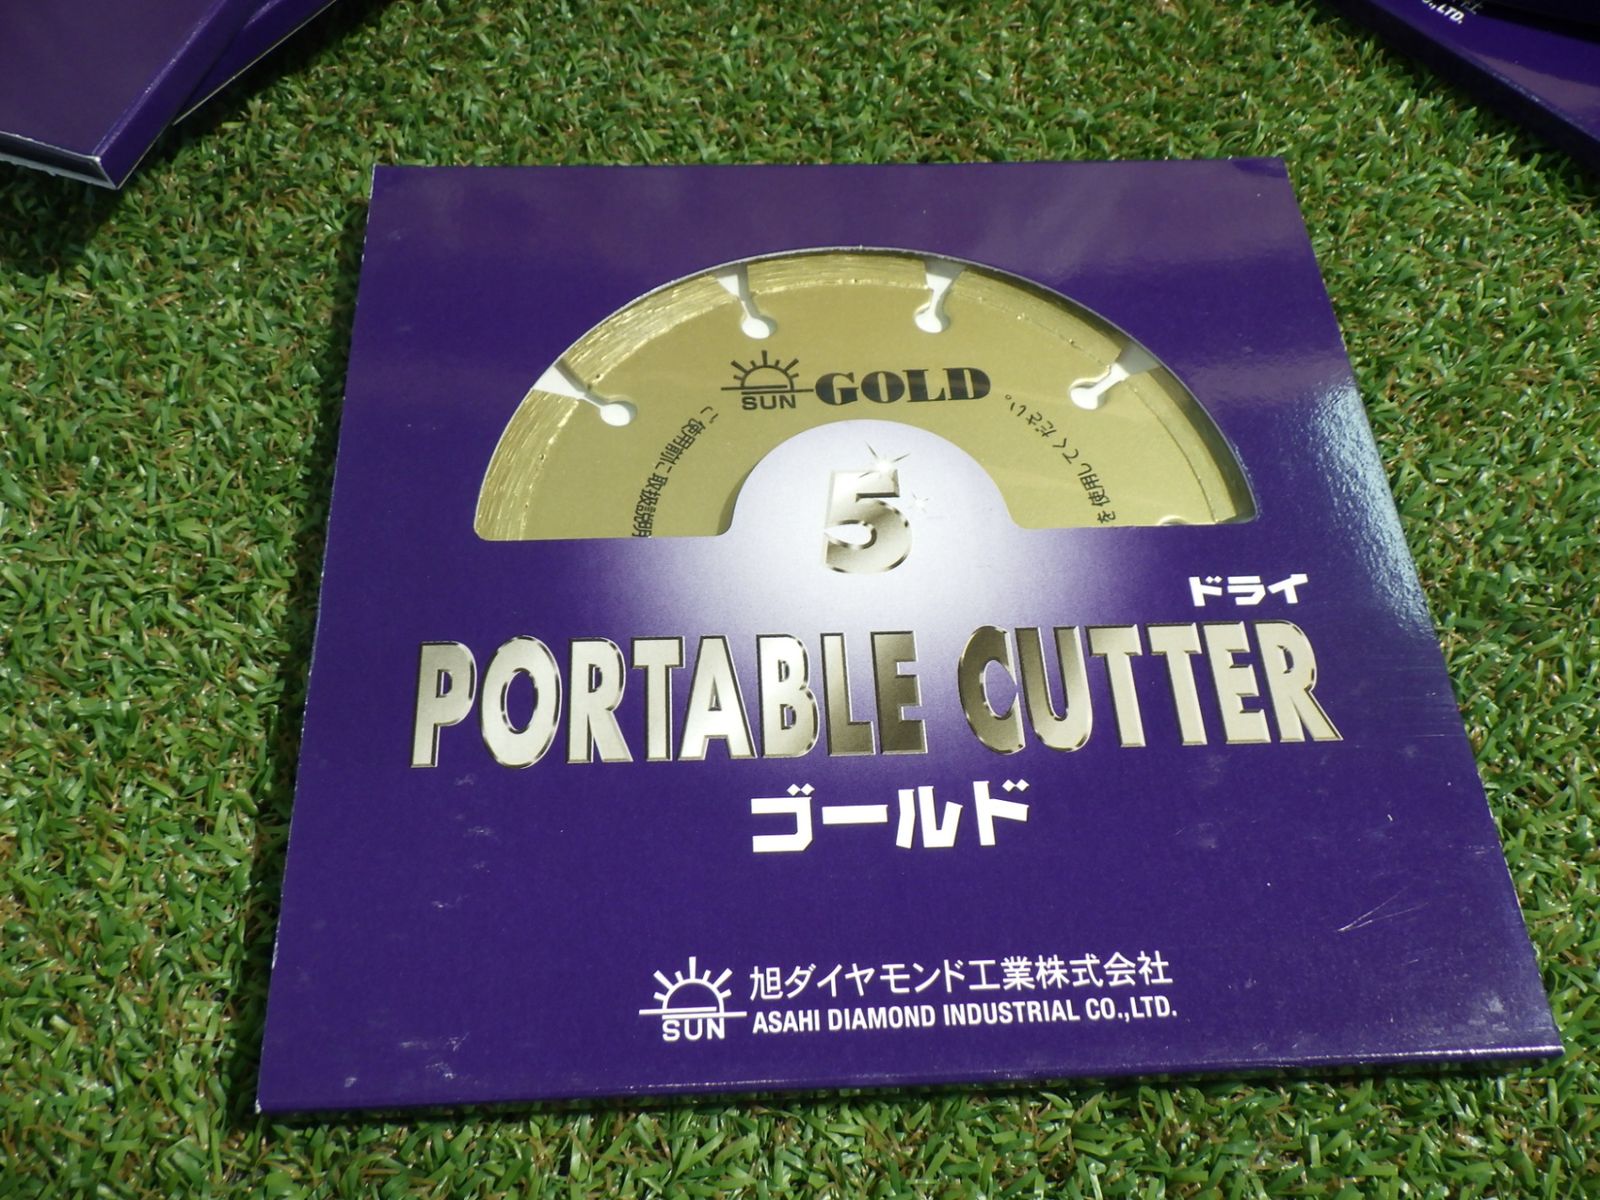 SUN GOLD
ご使用前に取扱説明
を使用してください。
5
ドライ
PORTABLE CUTTER
ゴールド
SUN
旭ダイヤモンド工業株式会社
ASAHI DIAMOND INDUSTRIAL CO.,LTD.
CO.,LTD.